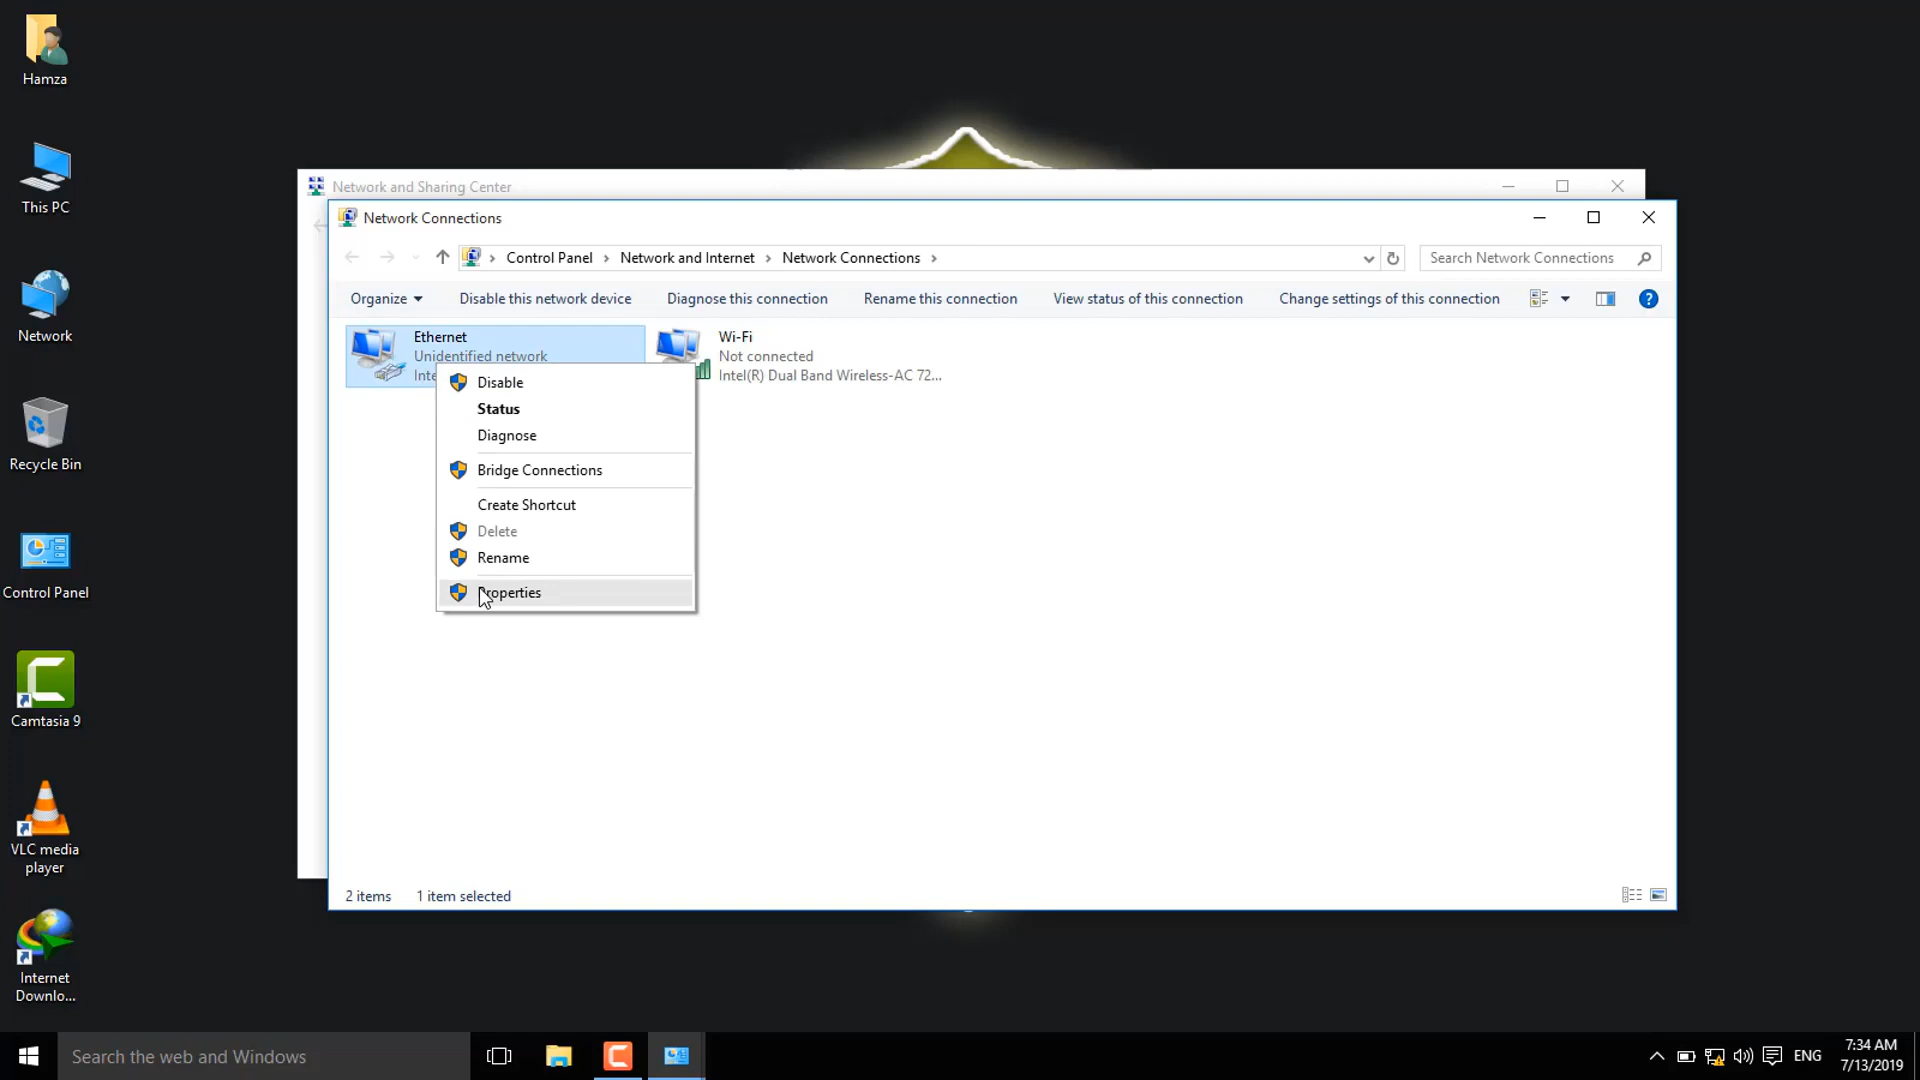 Hamza
This PC
Network
Recycle Bin
Control Panel
Camtasia 9
VLC media
player
Internet
Downlo...
Network and Sharing Center
Network Connections
Control Panel > Network and Internet > Network Connections >
Search Network Connections
Organize
Disable this network device
Diagnose this connection
Rename this connection
View status of this connection
Change settings of this connection
Ethernet
Unidentified network
Inte
Wi-Fi
Not connected
Intel(R) Dual Band Wireless-AC 72...
Disable
Status
Diagnose
Bridge Connections
Create Shortcut
Delete
Rename
Properties
2 items
1 item selected
Search the web and Windows
ENG
7:34 AM
7/13/2019